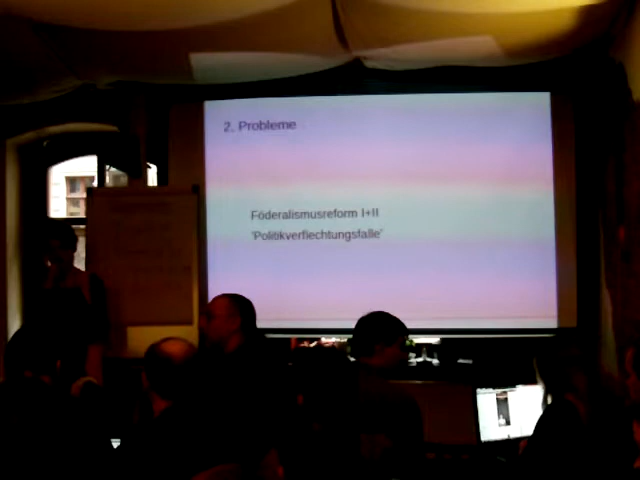 2. Probleme
Föderalismusreform I+II
'Politikverflechtungsfalle'